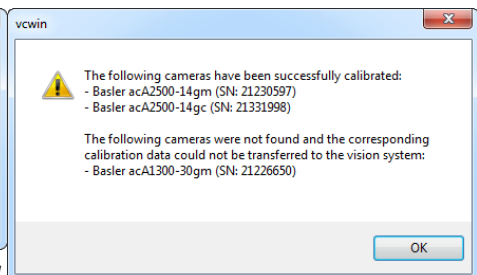 vcwin
The following cameras have been successfully calibrated:
- Basler acA2500-14gm (SN: 21230597)
- Basler acA2500-14gc (SN: 21331998)
The following cameras were not found and the corresponding
calibration data could not be transferred to the vision system:
- Basler acA1300-30gm (SN: 21226650)
OK